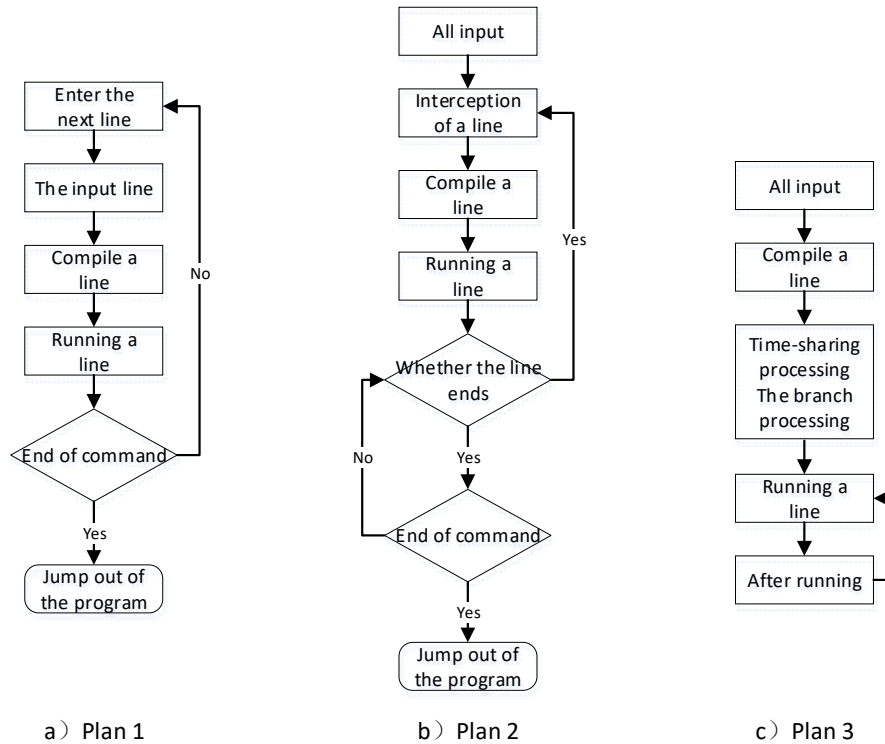 Enter the
next line
The input line
Compile a
line
Running a
line
End of command
No
Yes
Jump out of
the program
a）Plan 1
All input
Interception
of a line
Compile a
line
Running a
line
Whether the line
ends
Yes
No
Yes
End of command
Yes
Jump out of
the program
b）Plan 2
All input
Compile a
line
Time-sharing
processing
The branch
processing
Running a
line
After running
c）Plan 3